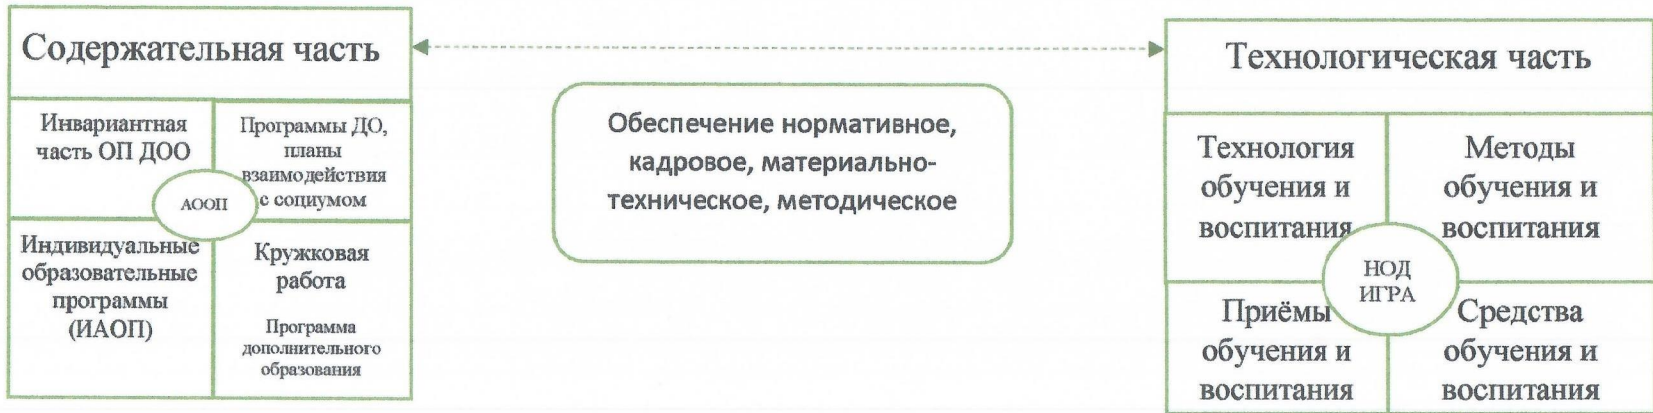 Содержательная часть
Инвариантная
часть ОП ДОО
Программы ДО,
планы
взаимодействия
с социумом
АООП
Индивидуальные
образовательные
программы
(ИАОП)
Кружковая
работа
Программа
дополнительного
образования
Обеспечение нормативное,
кадровое, материально-
техническое, методическое
Технологическая часть
Технология
обучения и
воспитания
Методы
обучения и
воспитания
НОД
ИГРА
Приёмы
обучения и
воспитания
Средства
обучения и
воспитания